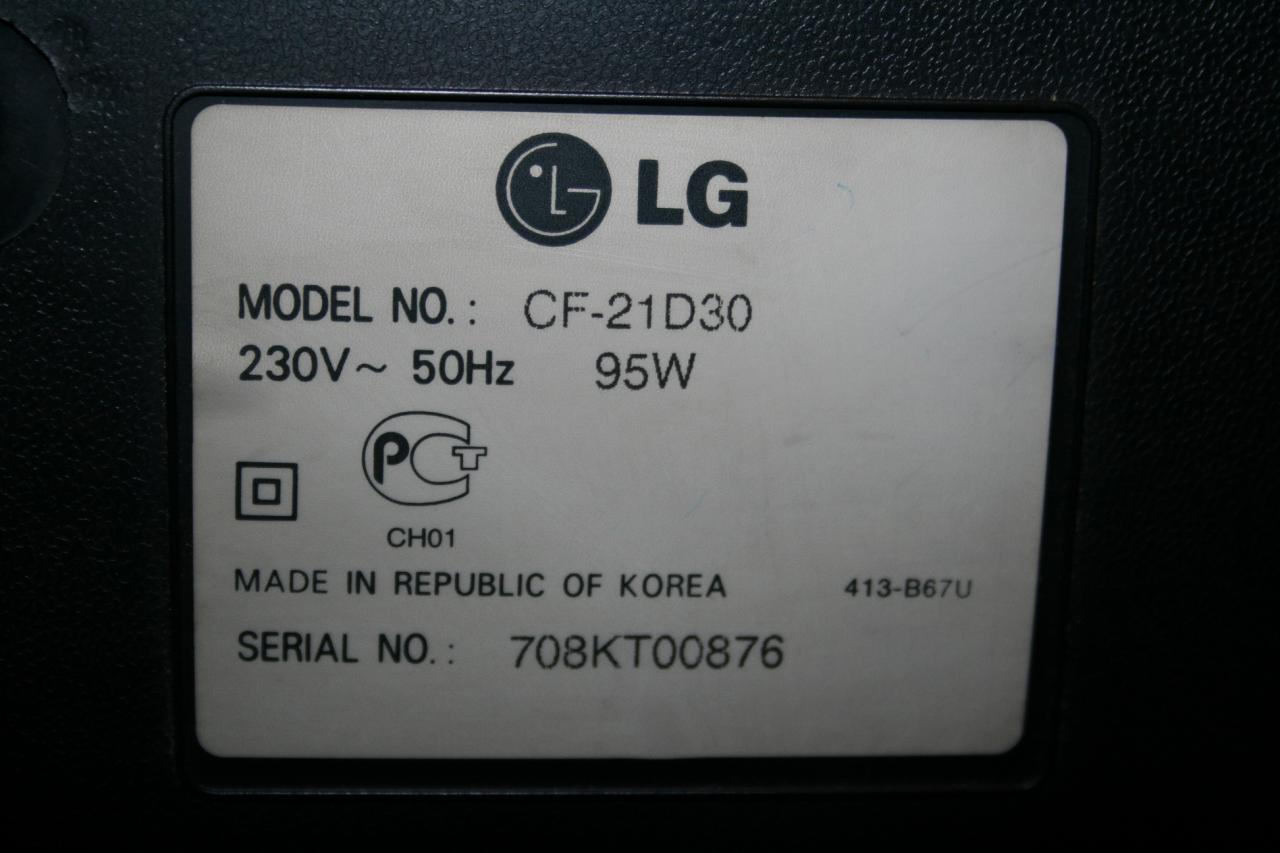 LG
MODEL NO.: CF-21D30
230V~ 50Hz 95W
РСТ
CH01
MADE IN REPUBLIC OF KOREA 413-B67U
SERIAL NO.: 708KT00876